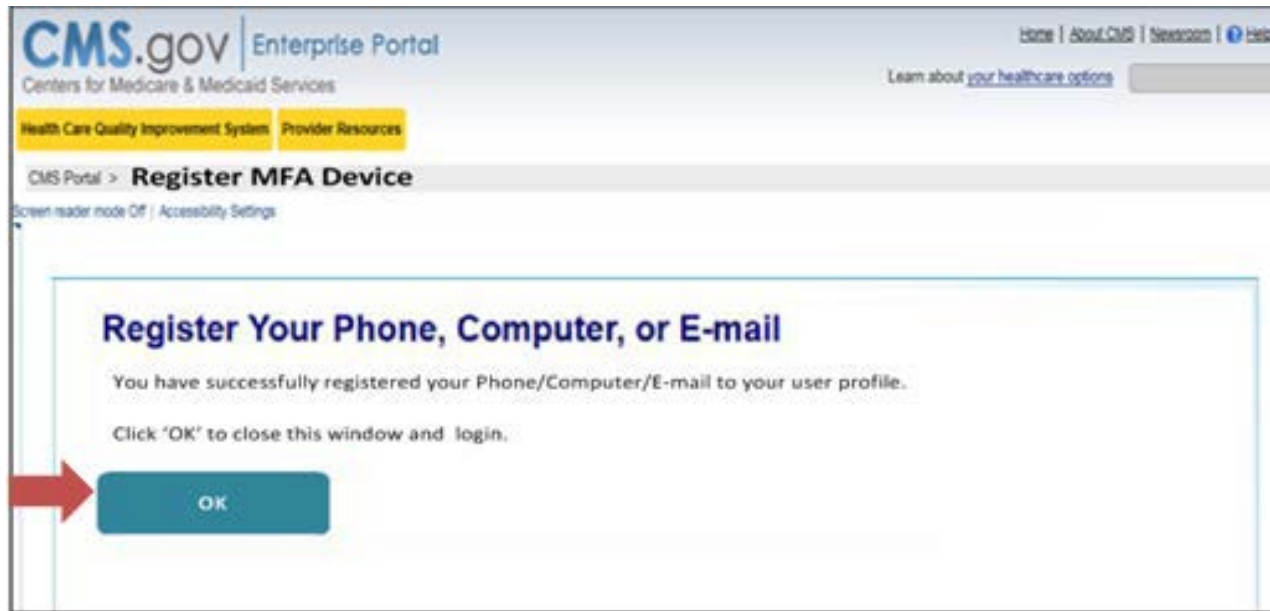 CMS.gov Enterprise Portal
Home | About CMS | Newsroom | Help
Centers for Medicare & Medicaid Services
Learn about your healthcare options
Health Care Quality Improvement System Provider Resources
CMS Portal > Register MFA Device
Screen reader mode Off | Accessibility Settings
Register Your Phone, Computer, or E-mail
You have successfully registered your Phone/Computer/E-mail to your user profile.
Click ‘OK’ to close this window and login.
OK